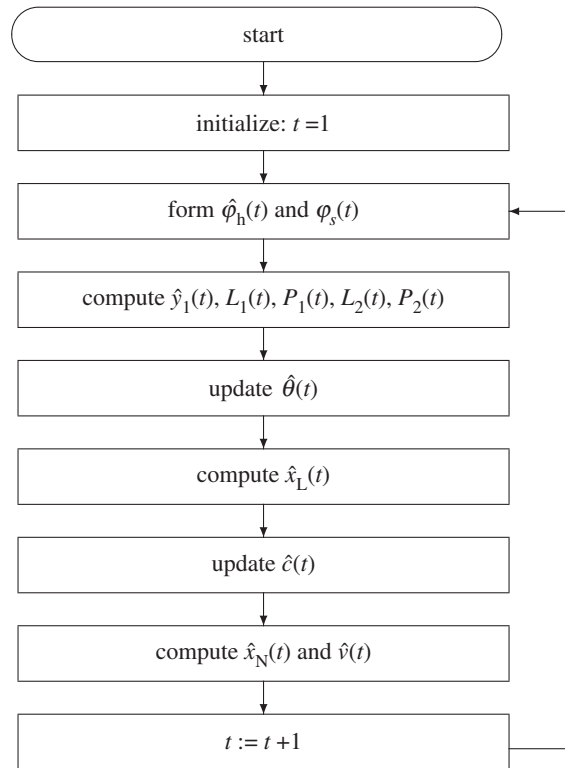 start
initialize: t =1
form φ̂_h(t) and φ_s(t)
compute ŷ_1(t), L_1(t), P_1(t), L_2(t), P_2(t)
update θ̂(t)
compute x̂_L(t)
update ĉ(t)
compute x̂_N(t) and v̂(t)
t := t +1